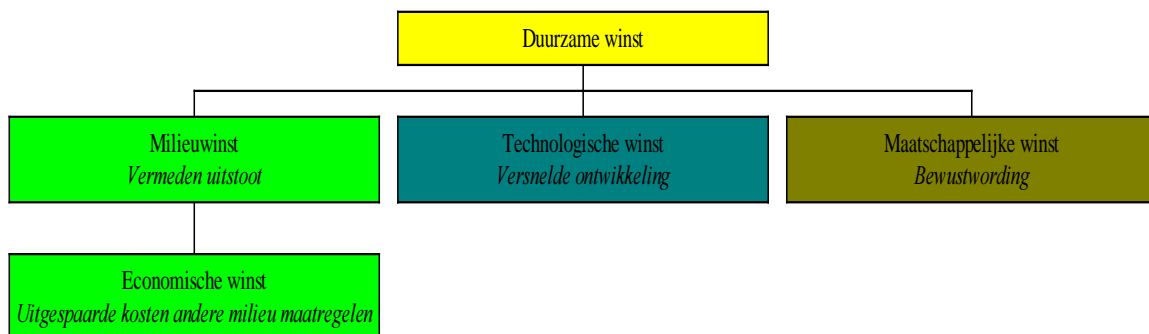 Duurzame winst
Milieuwinst
Vermeden uitstoot
Technologische winst
Versnelde ontwikkeling
Maatschappelijke winst
Bewustwording
Economische winst
Uitgespaarde kosten andere milieu maatregelen